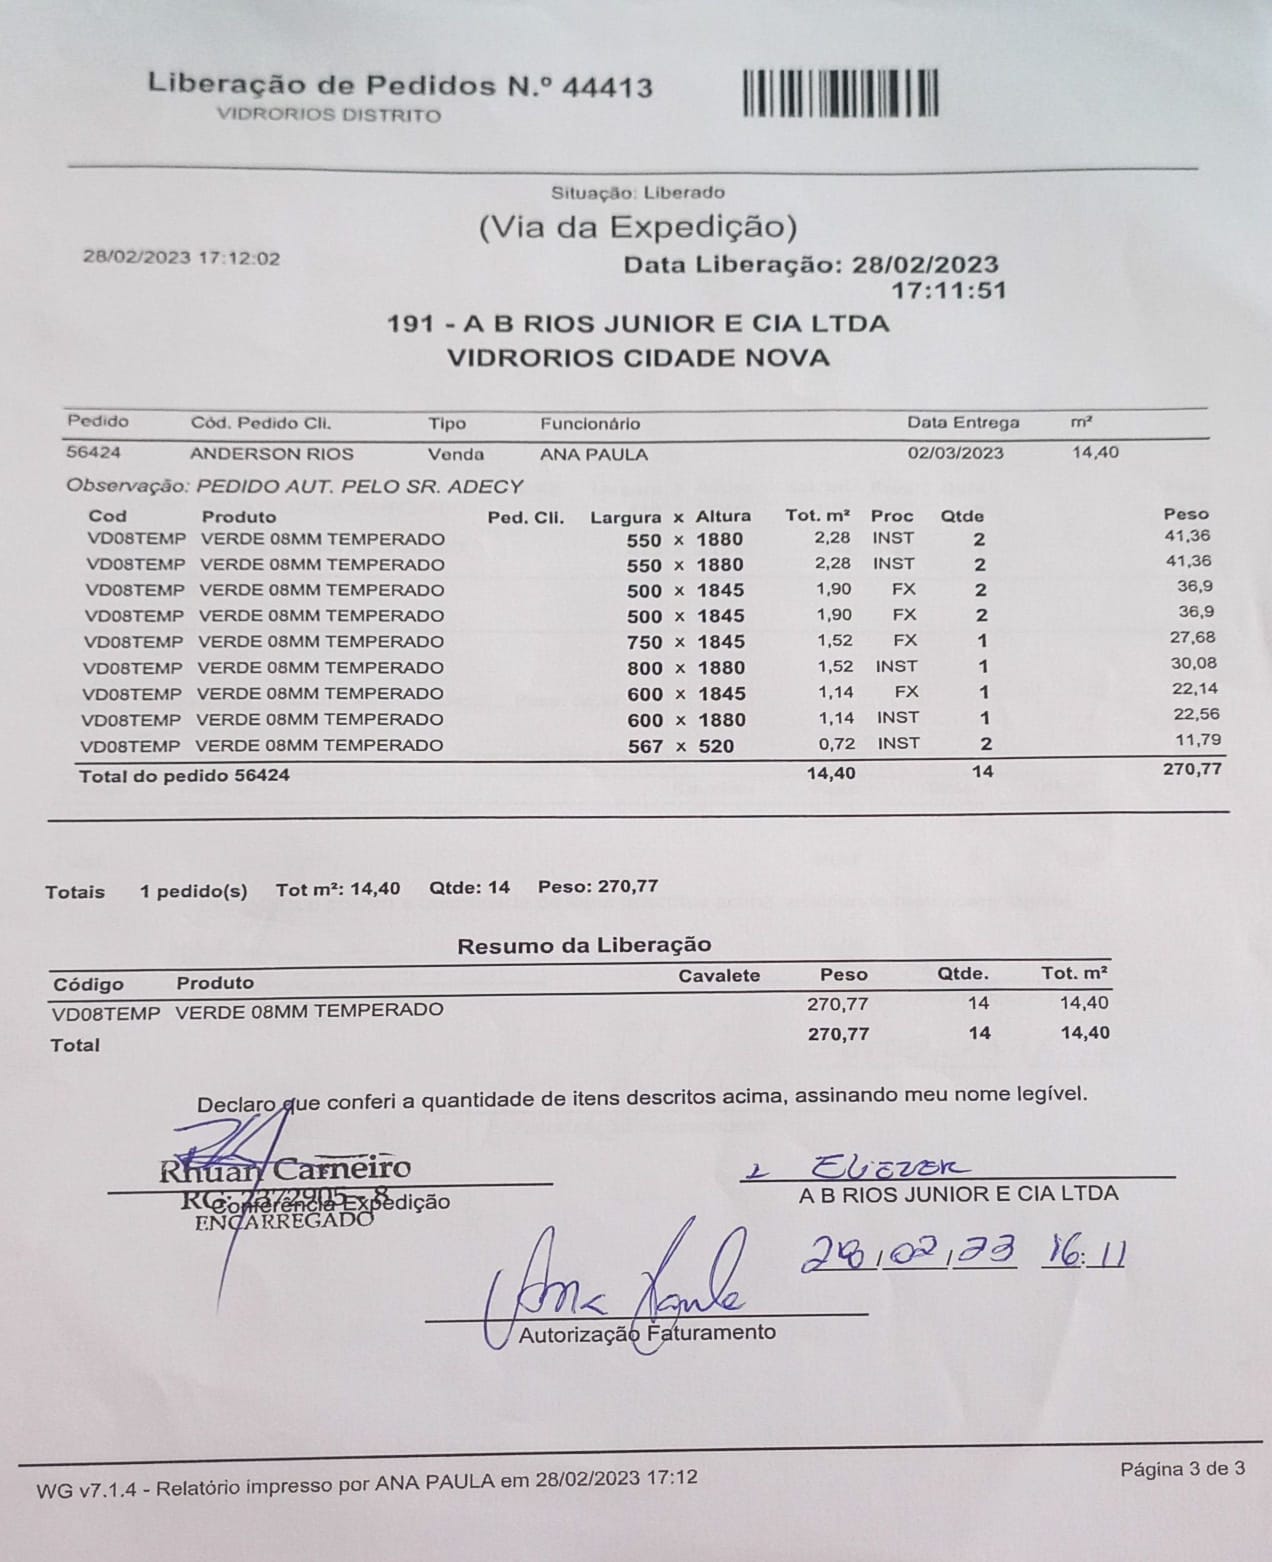 Liberação de Pedidos N.º 44413
VIDRORIOS DISTRITO
Situação: Liberado
(Via da Expedição)
28/02/2023 17:12:02
Data Liberação: 28/02/2023
17:11:51
191 - A B RIOS JUNIOR E CIA LTDA
VIDRORIOS CIDADE NOVA
Pedido Cód. Pedido Cli. Tipo Funcionário Data Entrega m²
56424 ANDERSON RIOS Venda ANA PAULA 02/03/2023 14,40
Observação: PEDIDO AUT. PELO SR. ADECY
Cod Produto Ped. Cli. Largura x Altura Tot. m² Proc Qtde Peso
VD08TEMP VERDE 08MM TEMPERADO 550 x 1880 2,28 INST 2 41,36
VD08TEMP VERDE 08MM TEMPERADO 550 x 1880 2,28 INST 2 41,36
VD08TEMP VERDE 08MM TEMPERADO 500 x 1845 1,90 FX 2 36,9
VD08TEMP VERDE 08MM TEMPERADO 500 x 1845 1,90 FX 2 36,9
VD08TEMP VERDE 08MM TEMPERADO 750 x 1845 1,52 FX 1 27,68
VD08TEMP VERDE 08MM TEMPERADO 800 x 1880 1,52 INST 1 30,08
VD08TEMP VERDE 08MM TEMPERADO 600 x 1845 1,14 FX 1 22,14
VD08TEMP VERDE 08MM TEMPERADO 600 x 1880 1,14 INST 1 22,56
VD08TEMP VERDE 08MM TEMPERADO 567 x 520 0,72 INST 2 11,79
Total do pedido 56424 14,40 14 270,77
Totais 1 pedido(s) Tot m²: 14,40 Qtde: 14 Peso: 270,77
Resumo da Liberação
Código Produto Cavalete Peso Qtde. Tot. m²
VD08TEMP VERDE 08MM TEMPERADO 270,77 14 14,40
Total 270,77 14 14,40
Declaro que conferi a quantidade de itens descritos acima, assinando meu nome legível.
Rhuan Carneiro
RG: 2372905 - 8
Conferência Expedição
ENCARREGADO
ELIEZER
A B RIOS JUNIOR E CIA LTDA
28/02/23 16:11
Ana Paula
Autorização Faturamento
WG v7.1.4 - Relatório impresso por ANA PAULA em 28/02/2023 17:12
Página 3 de 3